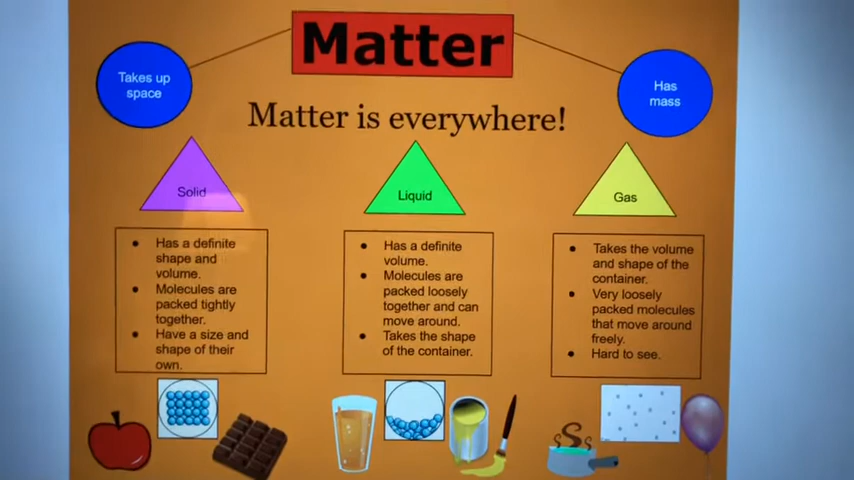 Matter
Takes up
space
Has
mass
Matter is everywhere!
Solid
Liquid
Gas
● Has a definite
shape and
volume.
● Molecules are
packed tightly
together.
● Have a size and
shape of their
own.
● Has a definite
volume.
● Molecules are
packed loosely
together and can
move around.
● Takes the shape
of the container.
● Takes the volume
and shape of the
container.
● Very loosely
packed molecules
that move around
freely.
● Hard to see.